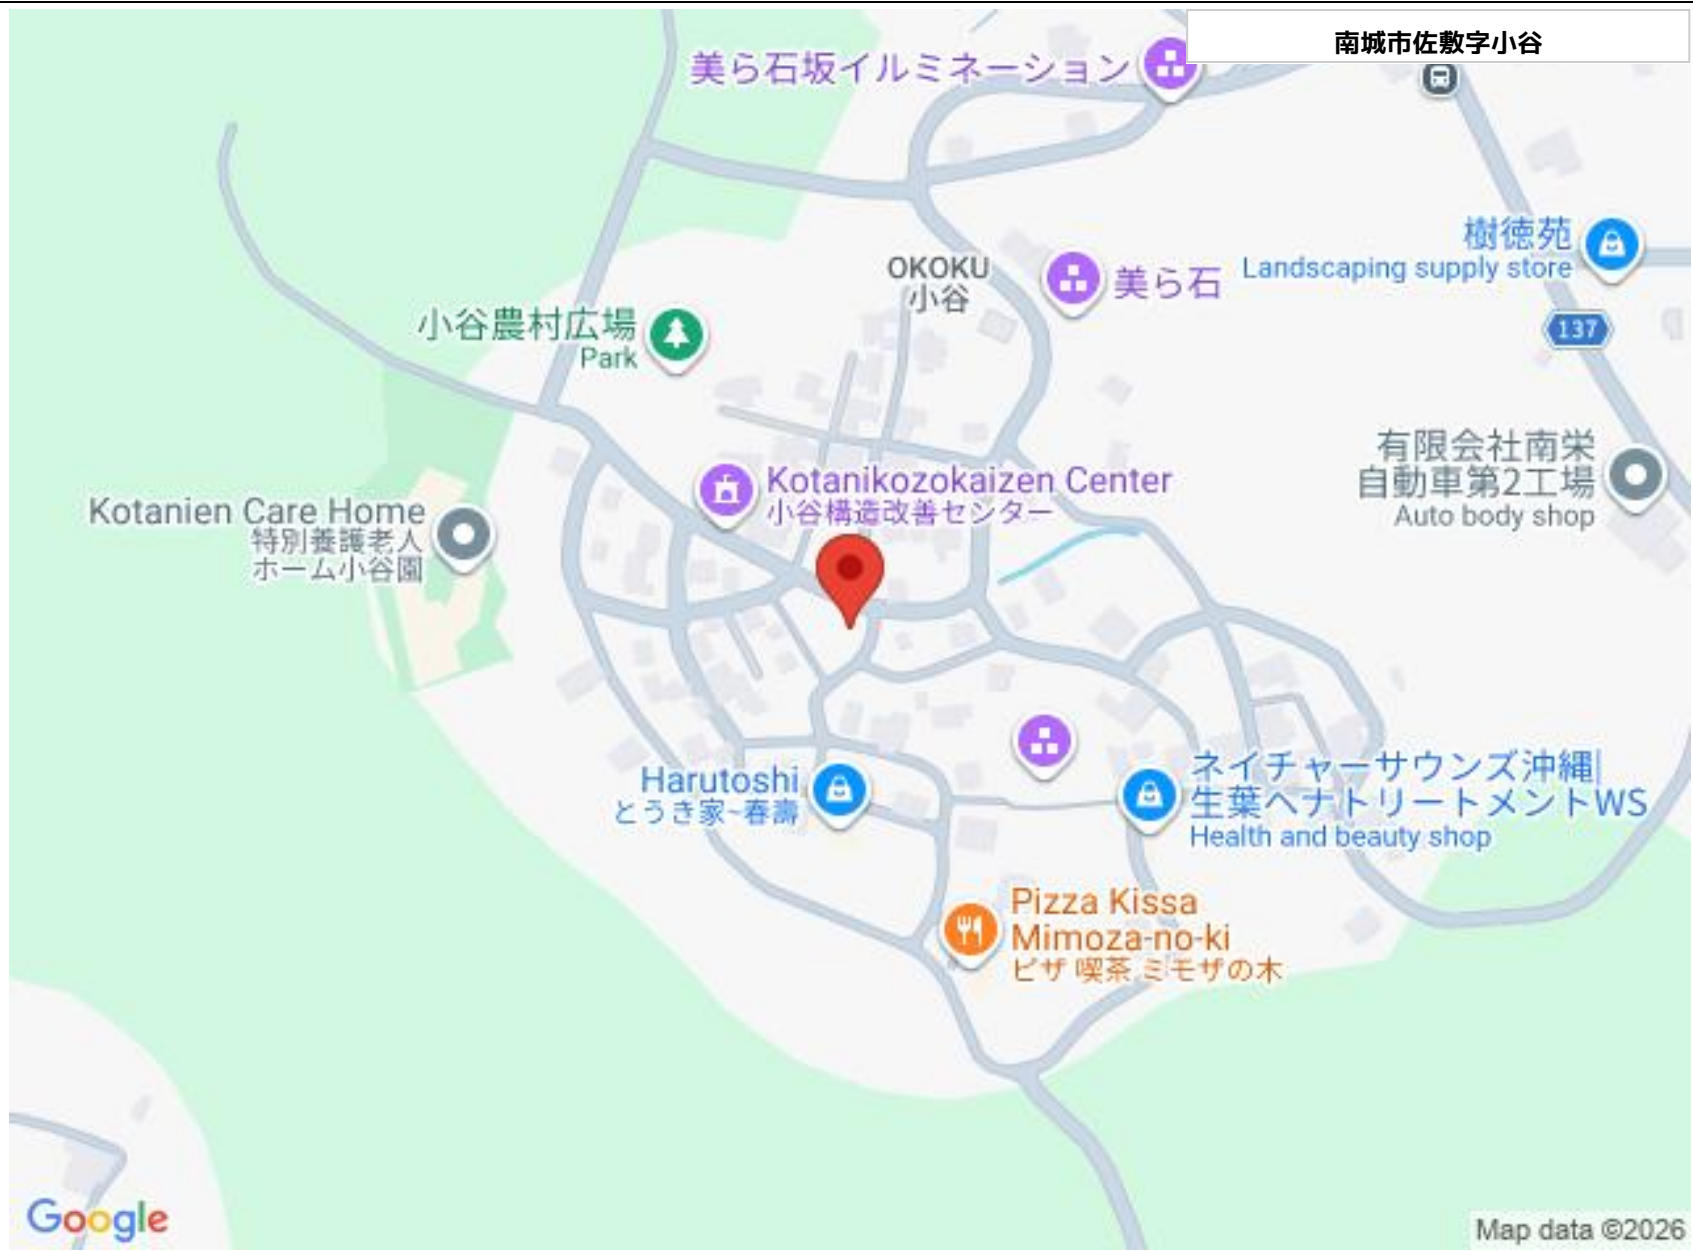 南城市佐敷字小谷
美ら石坂イルミネーション
樹徳苑
Landscaping supply store
OKOKU
小谷
美ら石
137
小谷農村広場
Park
有限会社南栄
自動車第2工場
Auto body shop
Kotanikozokaizen Center
小谷構造改善センター
Kotanien Care Home
特別養護老人
ホーム小谷園
Harutoshi
とうき家~春壽
ネイチャーサウンズ沖縄|
生葉ヘナトリートメントWS
Health and beauty shop
Pizza Kissa
Mimoza-no-ki
ピザ 喫茶 ミモザの木
Google
Map data ©2026